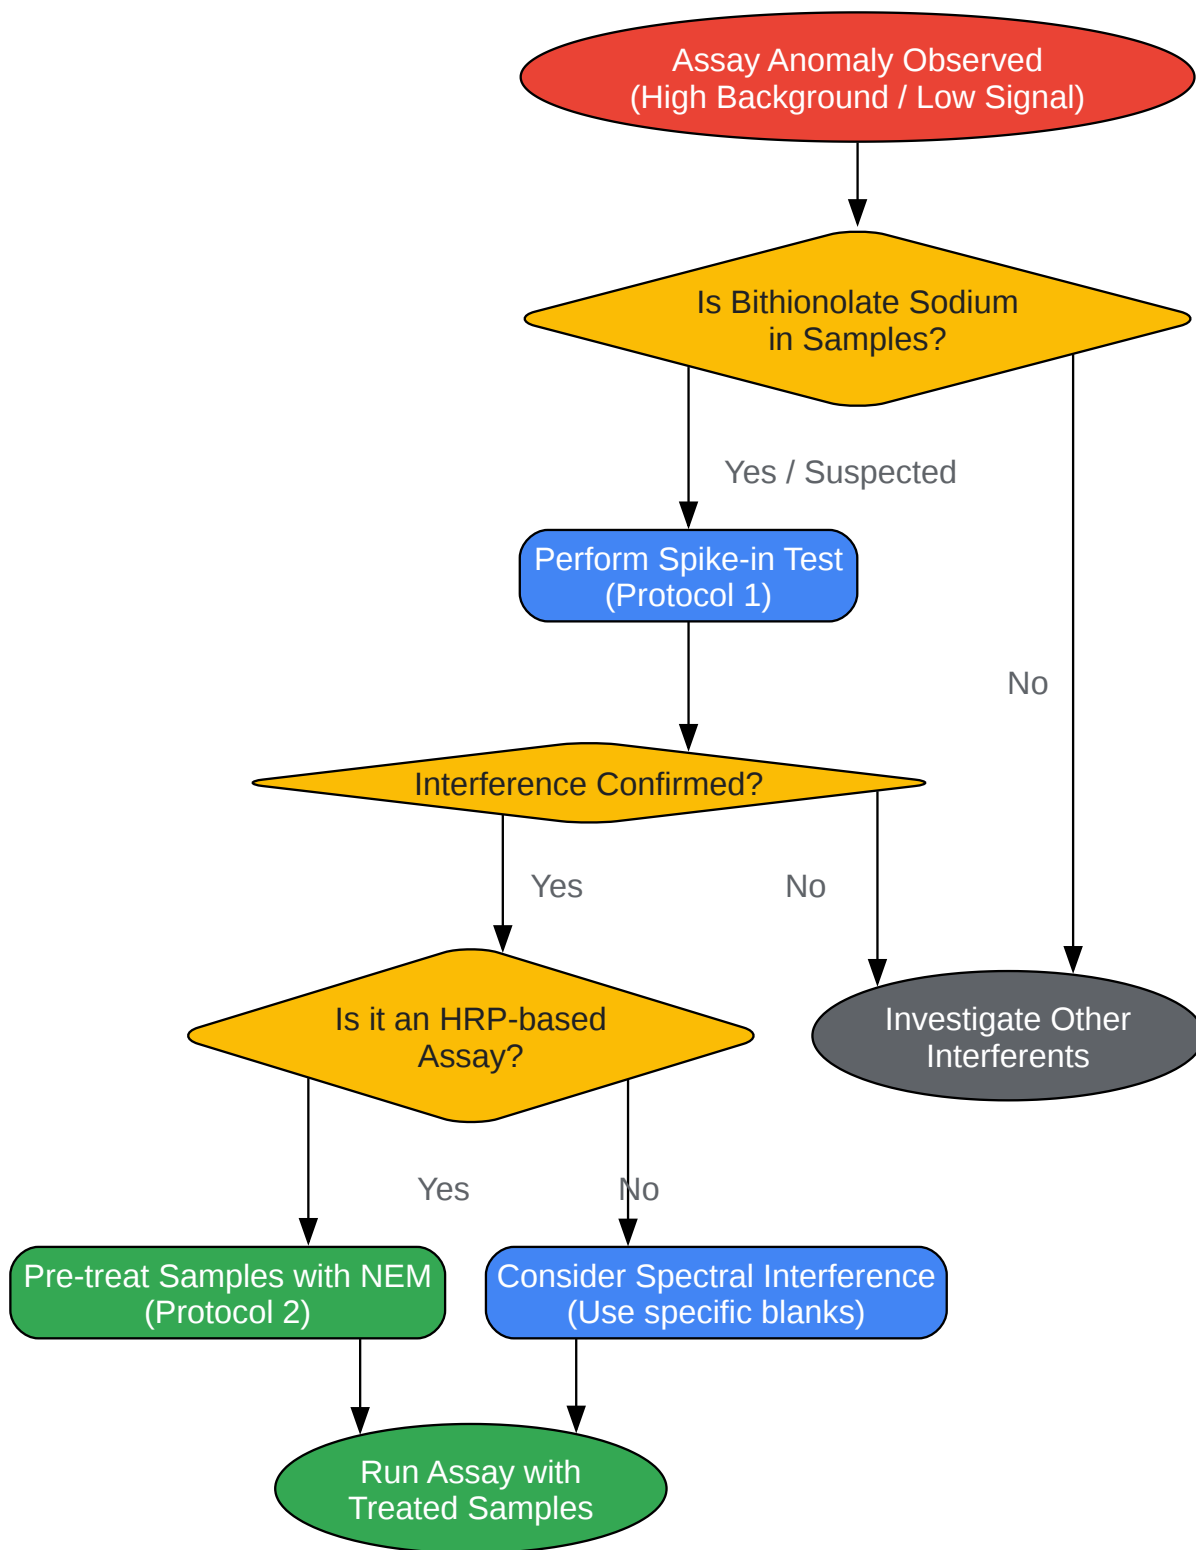 Assay Anomaly Observed
(High Background / Low Signal)
Is Bithionolate Sodium
in Samples?
Yes / Suspected
Perform Spike-in Test
(Protocol 1)
No
Interference Confirmed?
Yes
No
Is it an HRP-based
Assay?
Investigate Other
Interferents
Yes
No
Pre-treat Samples with NEM
(Protocol 2)
Consider Spectral Interference
(Use specific blanks)
Run Assay with
Treated Samples